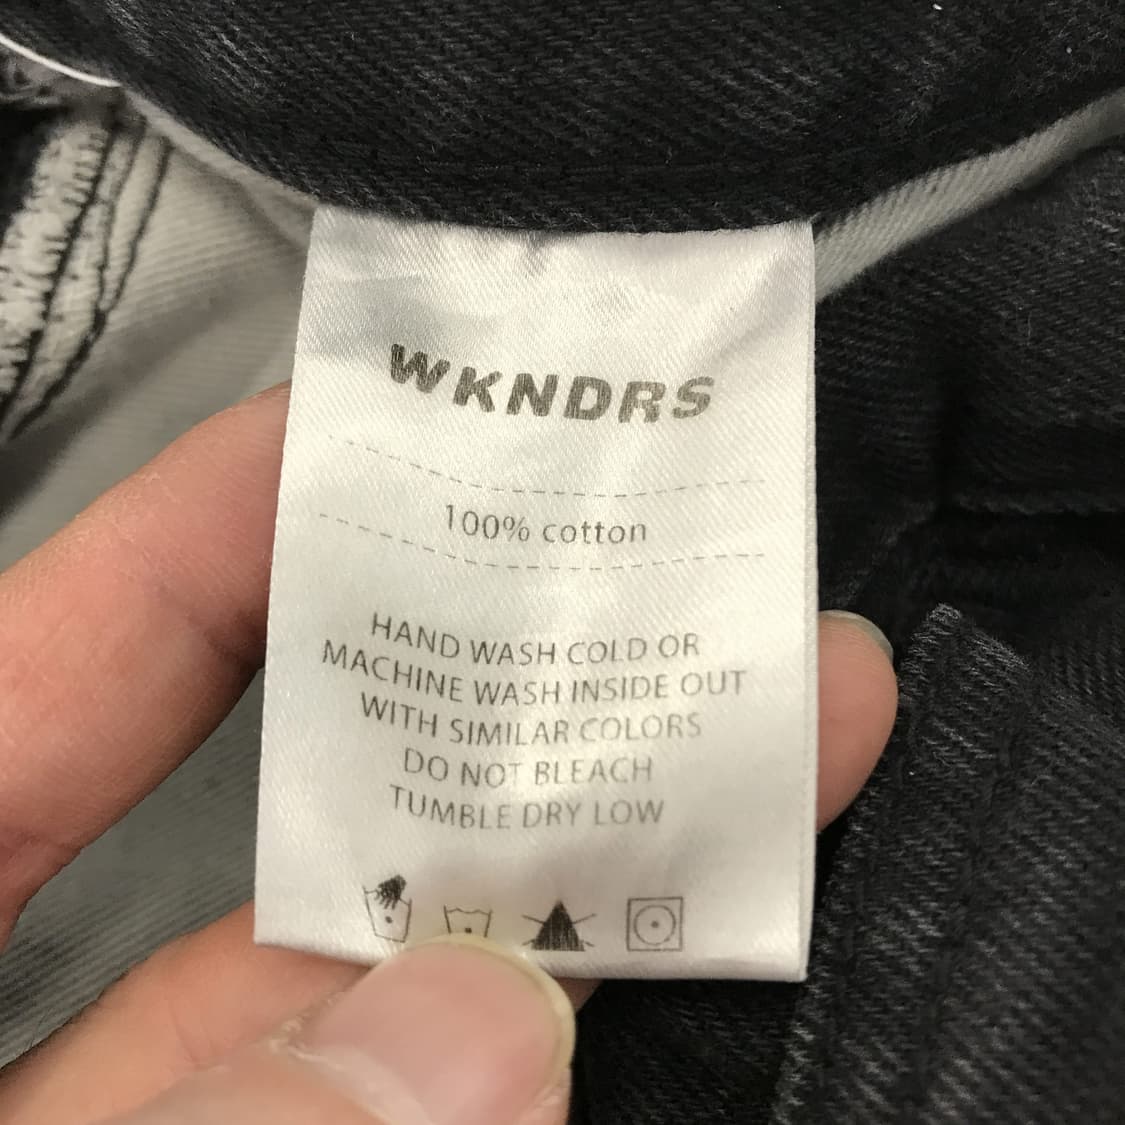 WKNDRS
100% cotton
HAND WASH COLD OR
MACHINE WASH INSIDE OUT
WITH SIMILAR COLORS
DO NOT BLEACH
TUMBLE DRY LOW